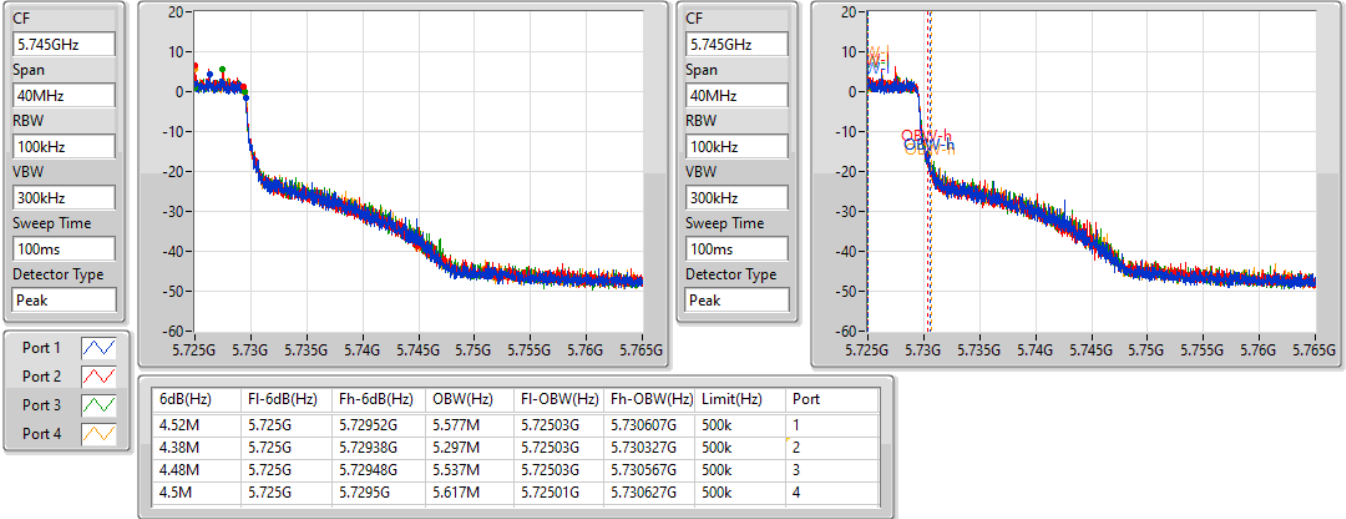 CF
5.745GHz
Span
40MHz
RBW
100kHz
VBW
300kHz
Sweep Time
100ms
Detector Type
Peak
20
10
0
-10
-20
-30
-40
-50
-60
5.725G 5.73G 5.735G 5.74G 5.745G 5.75G 5.755G 5.76G 5.765G
CF
5.745GHz
Span
40MHz
RBW
100kHz
VBW
300kHz
Sweep Time
100ms
Detector Type
Peak
20
10
0
-10
-20
-30
-40
-50
-60
OBW-h
OBW-h
5.725G 5.73G 5.735G 5.74G 5.745G 5.75G 5.755G 5.76G 5.765G
Port 1
Port 2
Port 3
Port 4
6dB(Hz) Fl-6dB(Hz) Fh-6dB(Hz) OBW(Hz) Fl-OBW(Hz) Fh-OBW(Hz) Limit(Hz) Port
4.52M 5.725G 5.72952G 5.577M 5.72503G 5.730607G 500k 1
4.38M 5.725G 5.72938G 5.297M 5.72503G 5.730327G 500k 2
4.48M 5.725G 5.72948G 5.537M 5.72503G 5.730567G 500k 3
4.5M 5.725G 5.7295G 5.617M 5.72501G 5.730627G 500k 4